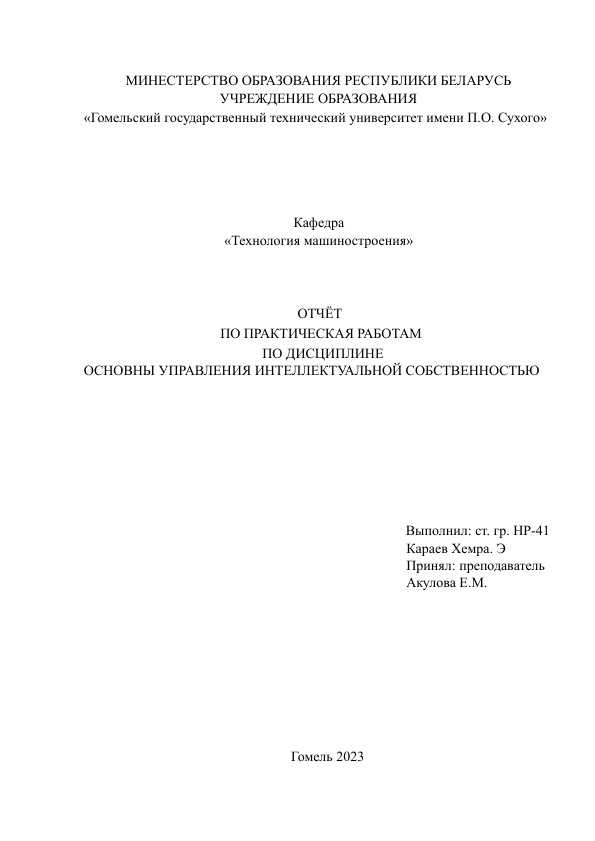 МИНЕСТЕРСТВО ОБРАЗОВАНИЯ РЕСПУБЛИКИ БЕЛАРУСЬ
УЧРЕЖДЕНИЕ ОБРАЗОВАНИЯ
«Гомельский государственный технический университет имени П.О. Сухого»
Кафедра
«Технология машиностроения»
ОТЧЁТ
ПО ПРАКТИЧЕСКАЯ РАБОТАМ
ПО ДИСЦИПЛИНЕ
ОСНОВНЫ УПРАВЛЕНИЯ ИНТЕЛЛЕКТУАЛЬНОЙ СОБСТВЕННОСТЬЮ
Выполнил: ст. гр. НР-41
Караев Хемра. Э
Принял: преподаватель
Акулова Е.М.
Гомель 2023